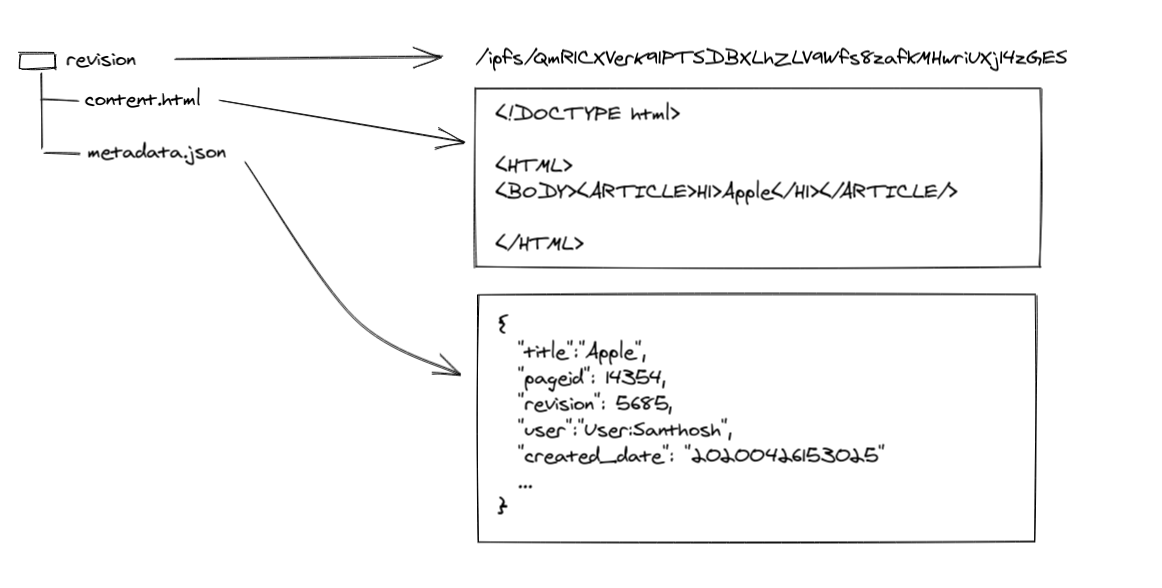 revision
/ipfs/QmR1CXVerK91PTSDBXLhZLV9WfS8zafKMHwriUXj14zGES
content.html
<!DOCTYPE html>
<HTML>
<BODY><ARTICLE>H1>Apple</H1></ARTICLE/>
</HTML>
metadata.json
{
"title":"Apple",
"pageid": 14354,
"revision": 5685,
"user":"User:Santhosh",
"created_date": "20200426153025"
...
}